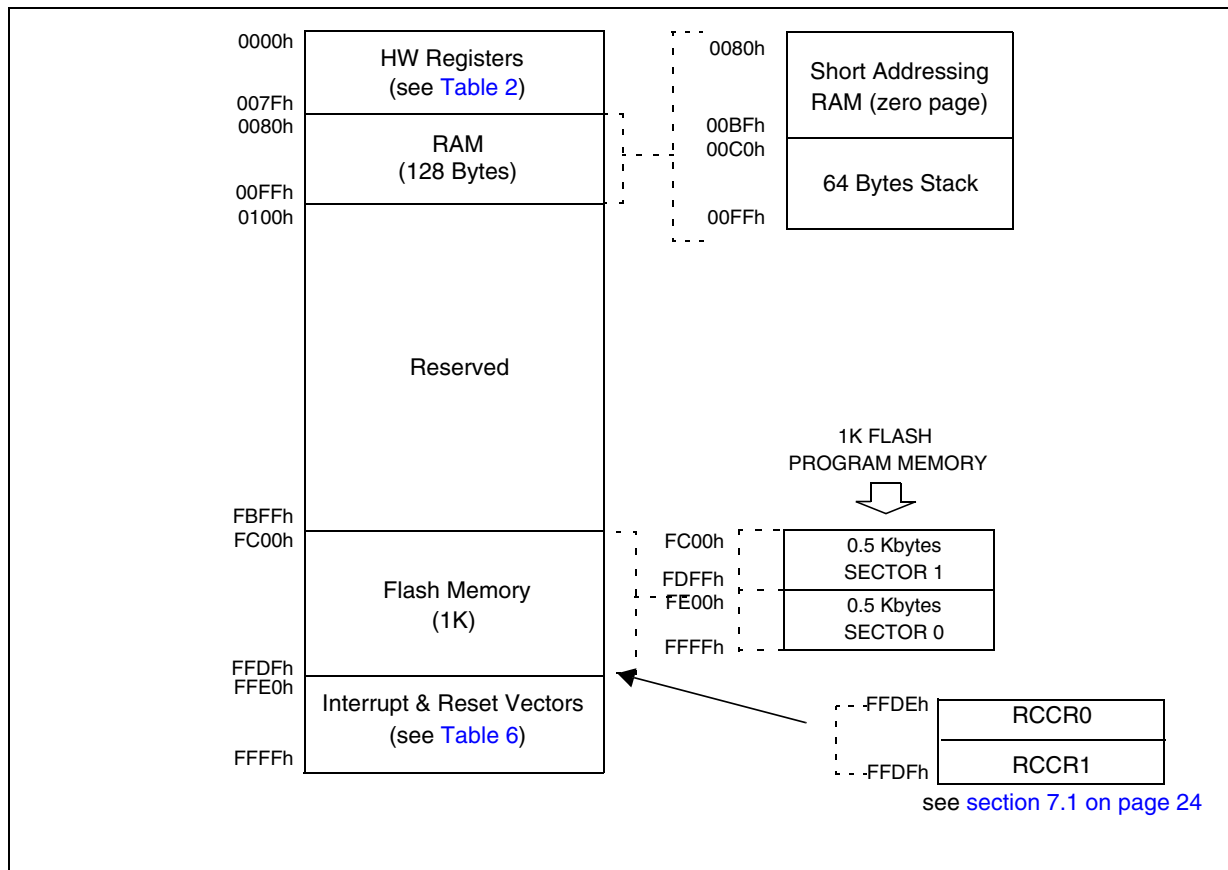 0000h
HW Registers
(see Table 2)
007Fh
0080h
RAM
(128 Bytes)
00FFh
0100h
Reserved
FBFFh
FC00h
Flash Memory
(1K)
FFDFh
FFE0h
Interrupt & Reset Vectors
(see Table 6)
FFFFh
0080h
Short Addressing
RAM (zero page)
00BFh
00C0h
64 Bytes Stack
00FFh
1K FLASH
PROGRAM MEMORY
FC00h
0.5 Kbytes
SECTOR 1
FDFFh
FE00h
0.5 Kbytes
SECTOR 0
FFFFh
FFDEh
RCCR0
RCCR1
FFDFh
see section 7.1 on page 24